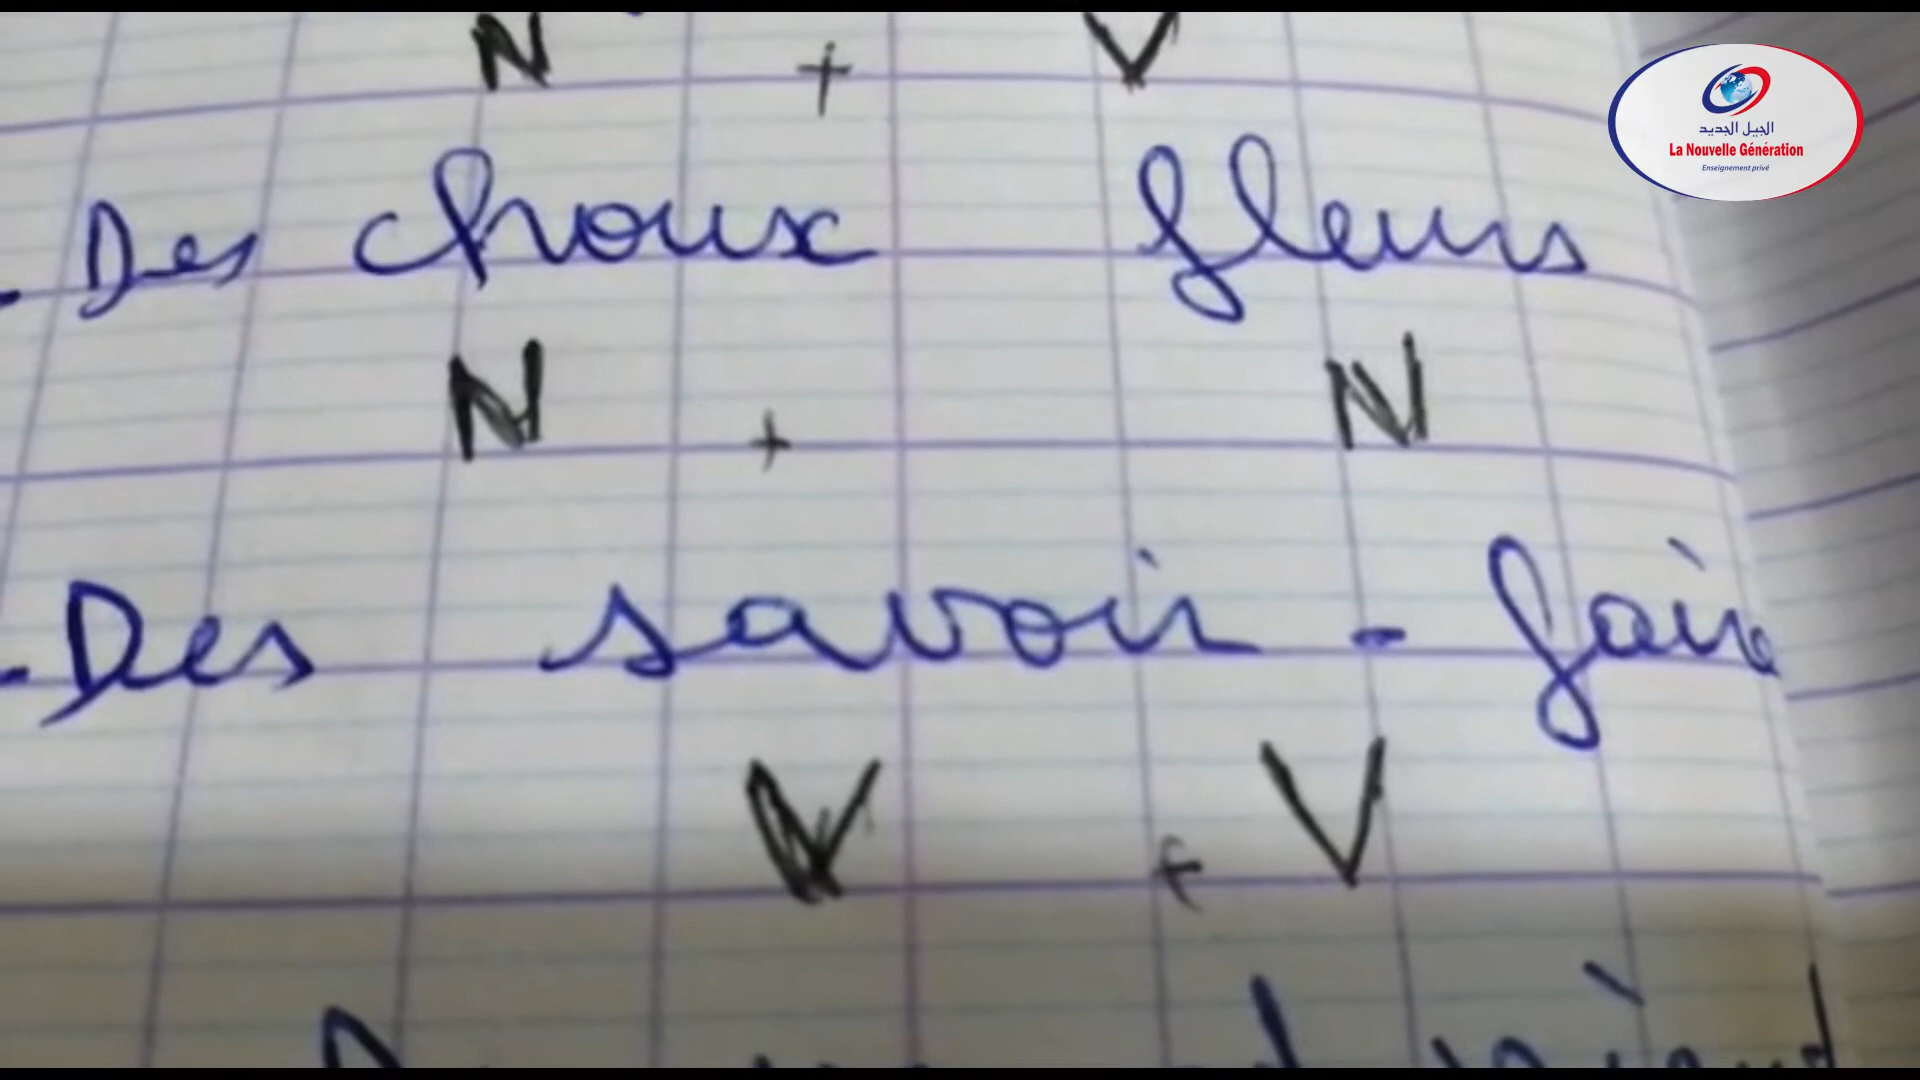 N + V
الجيل الجديد
La Nouvelle Génération
Enseignement privé
- Des choux fleurs
N + N
- Des savoir - faire
V + V